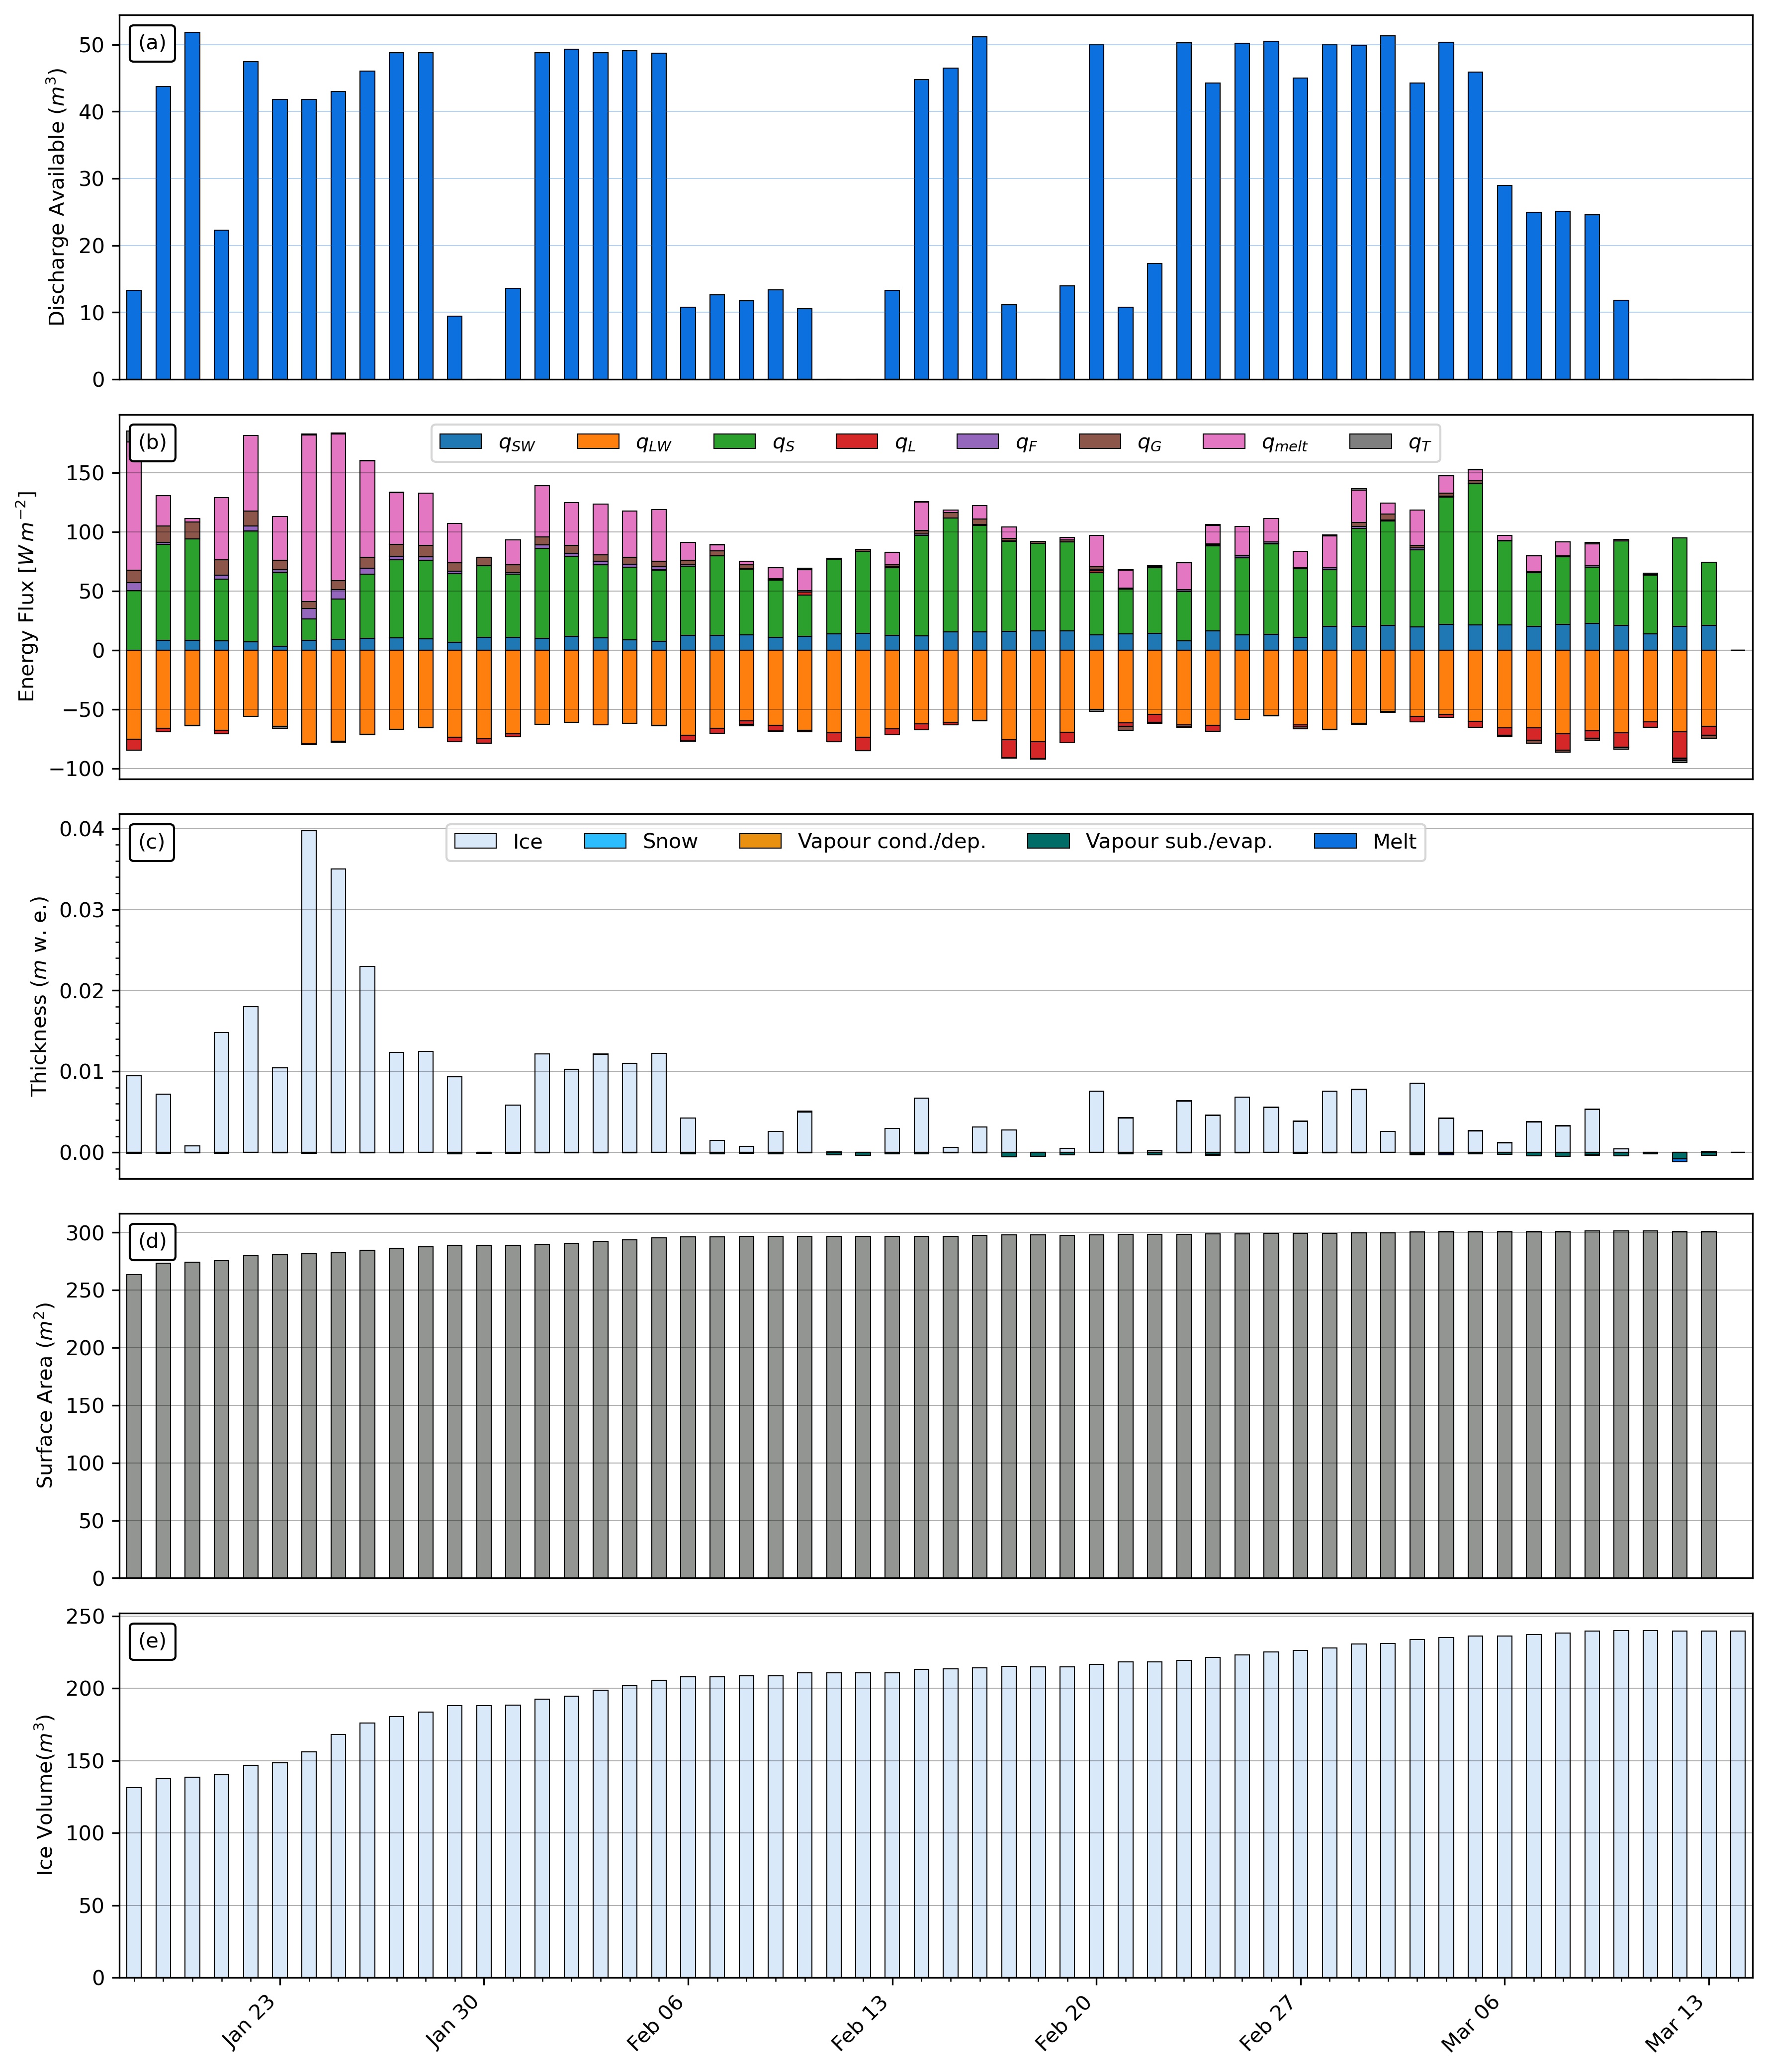 (a)
Discharge Available (m³)
50
40
30
20
10
0
(b)
q_SW q_LW q_S q_L q_F q_G q_melt q_T
Energy Flux [W m⁻²]
150
100
50
0
−50
−100
(c)
Ice Snow Vapour cond./dep. Vapour sub./evap. Melt
Thickness (m w. e.)
0.04
0.03
0.02
0.01
0.00
(d)
Surface Area (m²)
300
250
200
150
100
50
0
(e)
Ice Volume(m³)
250
200
150
100
50
0
Jan 23 Jan 30 Feb 06 Feb 13 Feb 20 Feb 27 Mar 06 Mar 13